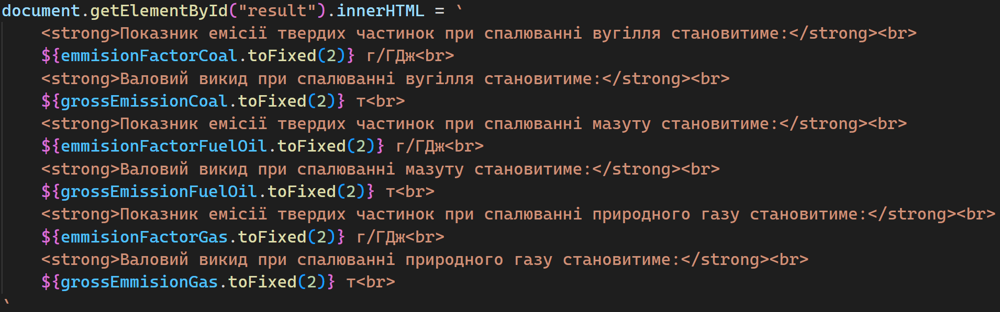 document.getElementById("result").innerHTML = `
<strong>Показник емісії твердих частинок при спалюванні вугілля становитиме:</strong><br>
${emmisionFactorCoal.toFixed(2)} г/ГДж<br>
<strong>Валовий викид при спалюванні вугілля становитиме:</strong><br>
${grossEmissionCoal.toFixed(2)} т<br>
<strong>Показник емісії твердих частинок при спалюванні мазуту становитиме:</strong><br>
${emmisionFactorFuelOil.toFixed(2)} г/ГДж<br>
<strong>Валовий викид при спалюванні мазуту становитиме:</strong><br>
${grossEmissionFuelOil.toFixed(2)} т<br>
<strong>Показник емісії твердих частинок при спалюванні природного газу становитиме:</strong><br>
${emmisionFactorGas.toFixed(2)} г/ГДж<br>
<strong>Валовий викид при спалюванні природного газу становитиме:</strong><br>
${grossEmmisionGas.toFixed(2)} т<br>
`